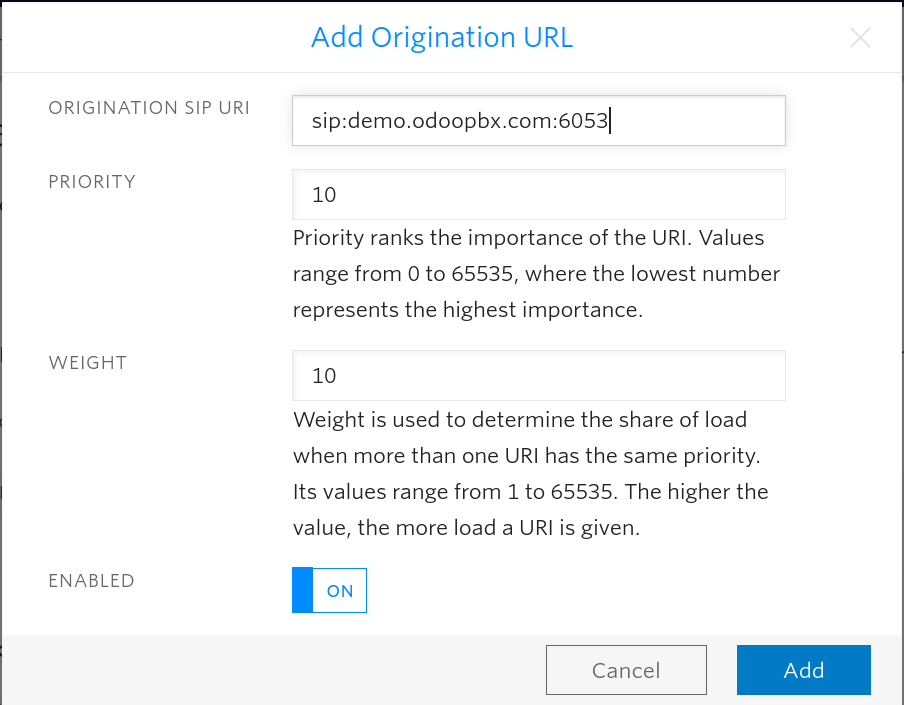 Add Origination URL
ORIGINATION SIP URI
sip:demo.odoopbx.com:6053
PRIORITY
10
Priority ranks the importance of the URI. Values
range from 0 to 65535, where the lowest number
represents the highest importance.
WEIGHT
10
Weight is used to determine the share of load
when more than one URI has the same priority.
Its values range from 1 to 65535. The higher the
value, the more load a URI is given.
ENABLED
ON
Cancel
Add